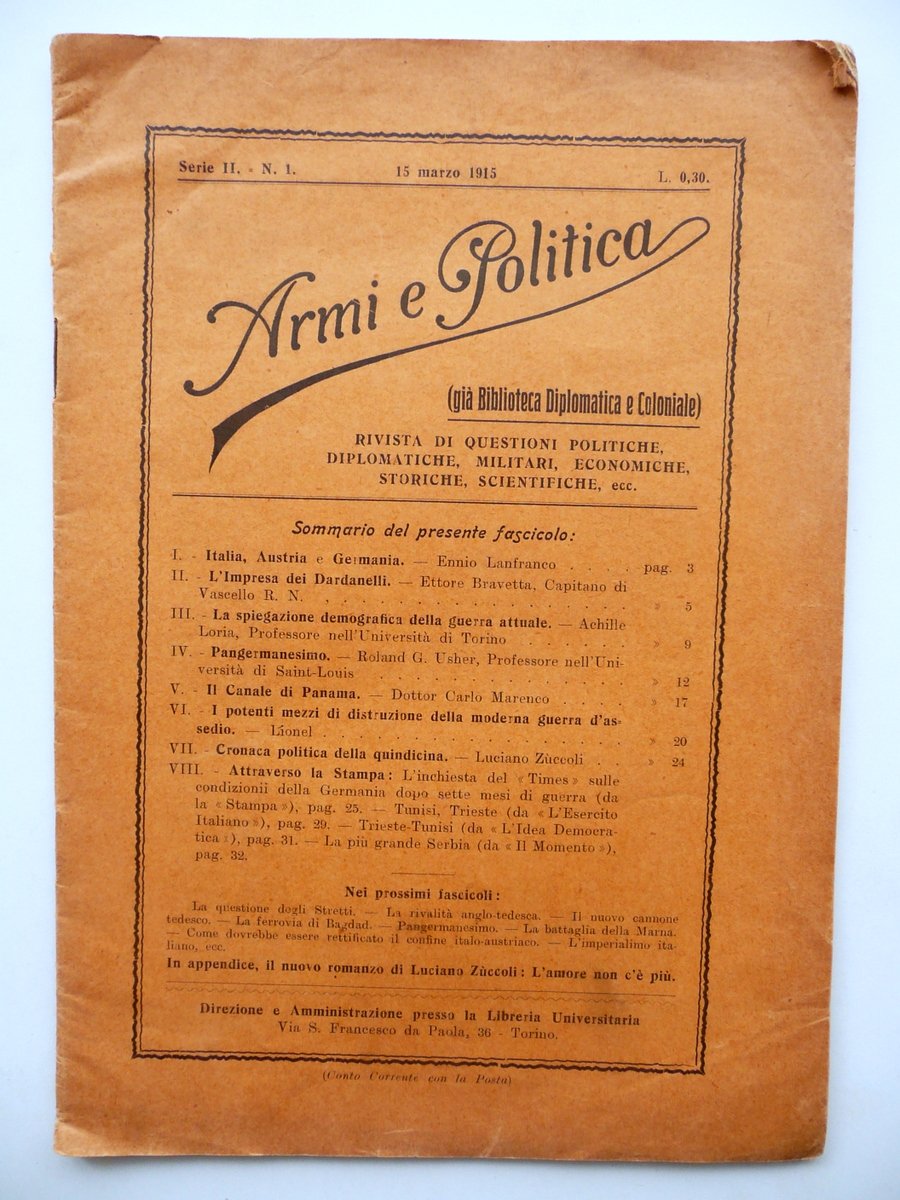 Serie II. - N. 1. 15 marzo 1915 L. 0,30.
Armi e Politica
(già Biblioteca Diplomatica e Coloniale)
RIVISTA DI QUESTIONI POLITICHE,
DIPLOMATICHE, MILITARI, ECONOMICHE,
STORICHE, SCIENTIFICHE, ecc.
Sommario del presente fascicolo:
I. - Italia, Austria e Germania. — Ennio Lanfranco . . . . pag. 3
II. - L'Impresa dei Dardanelli. — Ettore Bravetta, Capitano di
Vascello R. N. . . . . . . . . . . . . . . » 5
III. - La spiegazione demografica della guerra attuale. — Achille
Loria, Professore nell'Università di Torino . . . . . » 9
IV. - Pangermanesimo. — Roland G. Usher, Professore nell'Uni-
versità di Saint-Louis . . . . . . . . . . . . » 12
V. - Il Canale di Panama. — Dottor Carlo Marenco . . . . » 17
VI. - I potenti mezzi di distruzione della moderna guerra d'as-
sedio. — Lionel . . . . . . . . . . . . . . » 20
VII. - Cronaca politica della quindicina. — Luciano Zùccoli . . » 24
VIII. - Attraverso la Stampa: L'inchiesta del «Times» sulle
condizionii della Germania dopo sette mesi di guerra (da
la «Stampa»), pag. 25. — Tunisi, Trieste (da «L'Esercito
Italiano»), pag. 29. — Trieste-Tunisi (da «L'Idea Democra-
tica»), pag. 31. — La più grande Serbia (da «Il Momento»),
pag. 32.
Nei prossimi fascicoli:
La questione degli Stretti. — La rivalità anglo-tedesca. — Il nuovo cannone
tedesco. — La ferrovia di Bagdad. — Pangermanesimo. — La battaglia della Marna.
— Come dovrebbe essere rettificato il confine italo-austriaco. — L'imperialimo ita-
liano, ecc.
In appendice, il nuovo romanzo di Luciano Zùccoli: L'amore non c'è più.
Direzione e Amministrazione presso la Libreria Universitaria
Via S. Francesco da Paola, 36 - Torino.
(Conto Corrente con la Posta)